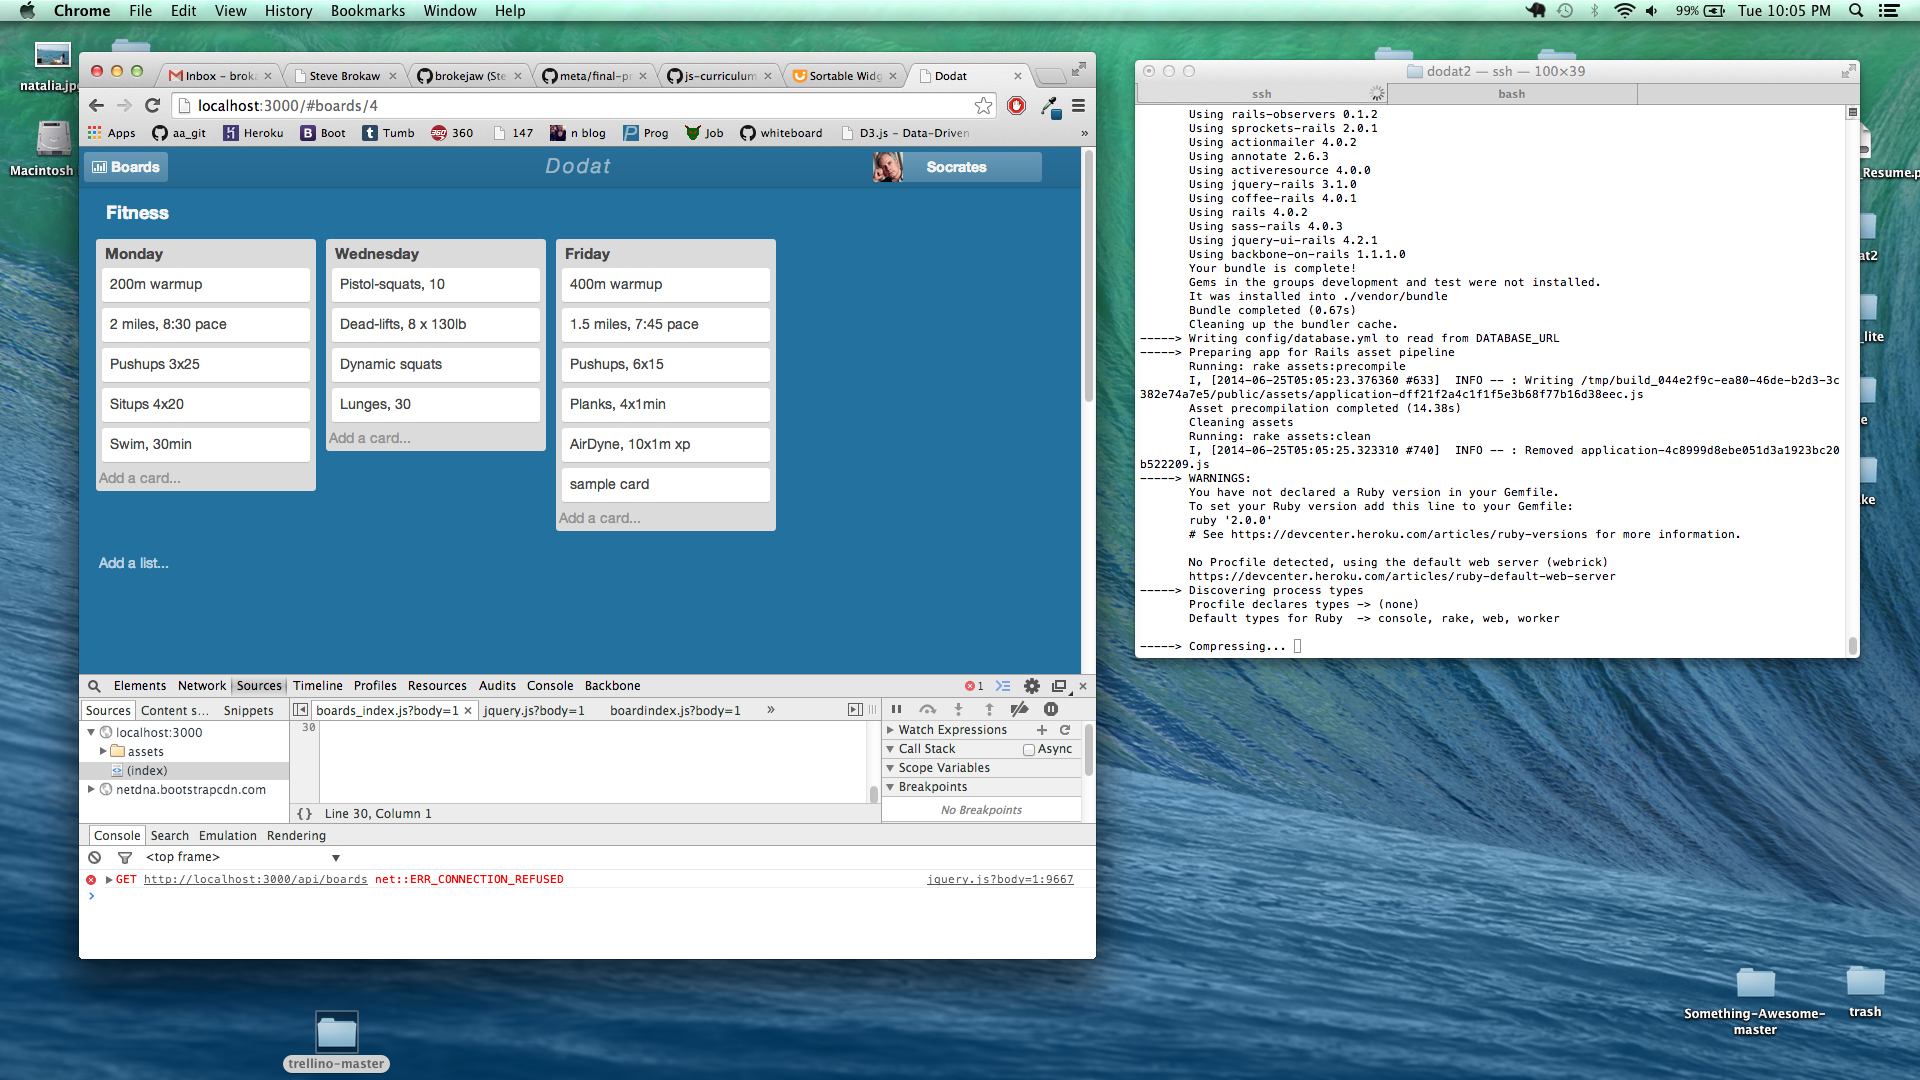 Chrome File Edit View History Bookmarks Window Help
99% Tue 10:05 PM
natalia.jp
Macintosh
Inbox – brok
Steve Brokaw
brokejaw (Ste
meta/final-p
js-curriculum
Sortable Widg
Dodat
localhost:3000/#boards/4
Apps aa_git Heroku Boot Tumb 360 147 n blog Prog Job whiteboard D3.js – Data-Driven »
Boards
Dodat
Socrates
Fitness
Monday
200m warmup
2 miles, 8:30 pace
Pushups 3x25
Situps 4x20
Swim, 30min
Add a card...
Wednesday
Pistol-squats, 10
Dead-lifts, 8 x 130lb
Dynamic squats
Lunges, 30
Add a card...
Friday
400m warmup
1.5 miles, 7:45 pace
Pushups, 6x15
Planks, 4x1min
AirDyne, 10x1m xp
sample card
Add a card...
Add a list...
Elements Network Sources Timeline Profiles Resources Audits Console Backbone 1
Sources Content s... Snippets
boards_index.js?body=1 jquery.js?body=1 boardindex.js?body=1 »
localhost:3000
assets
(index)
netdna.bootstrapcdn.com
30
{} Line 30, Column 1
Watch Expressions
Call Stack Async
Scope Variables
Breakpoints
No Breakpoints
Console Search Emulation Rendering
<top frame>
GET http://localhost:3000/api/boards net::ERR_CONNECTION_REFUSED jquery.js?body=1:9667
dodat2 — ssh — 100×39
ssh bash
Using rails-observers 0.1.2
Using sprockets-rails 2.0.1
Using actionmailer 4.0.2
Using annotate 2.6.3
Using activeresource 4.0.0
Using jquery-rails 3.1.0
Using coffee-rails 4.0.1
Using rails 4.0.2
Using sass-rails 4.0.3
Using jquery-ui-rails 4.2.1
Using backbone-on-rails 1.1.1.0
Your bundle is complete!
Gems in the groups development and test were not installed.
It was installed into ./vendor/bundle
Bundle completed (0.67s)
Cleaning up the bundler cache.
-----> Writing config/database.yml to read from DATABASE_URL
-----> Preparing app for Rails asset pipeline
Running: rake assets:precompile
I, [2014-06-25T05:05:23.376360 #633]  INFO -- : Writing /tmp/build_044e2f9c-ea80-46de-b2d3-3c
382e74a7e5/public/assets/application-dff21f2a4c1f1f5e3b68f77b16d38eec.js
Asset precompilation completed (14.38s)
Cleaning assets
Running: rake assets:clean
I, [2014-06-25T05:05:25.323310 #740]  INFO -- : Removed application-4c8999d8ebe051d3a1923bc20
b522209.js
-----> WARNINGS:
You have not declared a Ruby version in your Gemfile.
To set your Ruby version add this line to your Gemfile:
ruby '2.0.0'
# See https://devcenter.heroku.com/articles/ruby-versions for more information.
No Procfile detected, using the default web server (webrick)
https://devcenter.heroku.com/articles/ruby-default-web-server
-----> Discovering process types
Procfile declares types -> (none)
Default types for Ruby  -> console, rake, web, worker
-----> Compressing...
_Resume.p
at2
_lite
e
ke
Something-Awesome-
master
trash
trellino-master